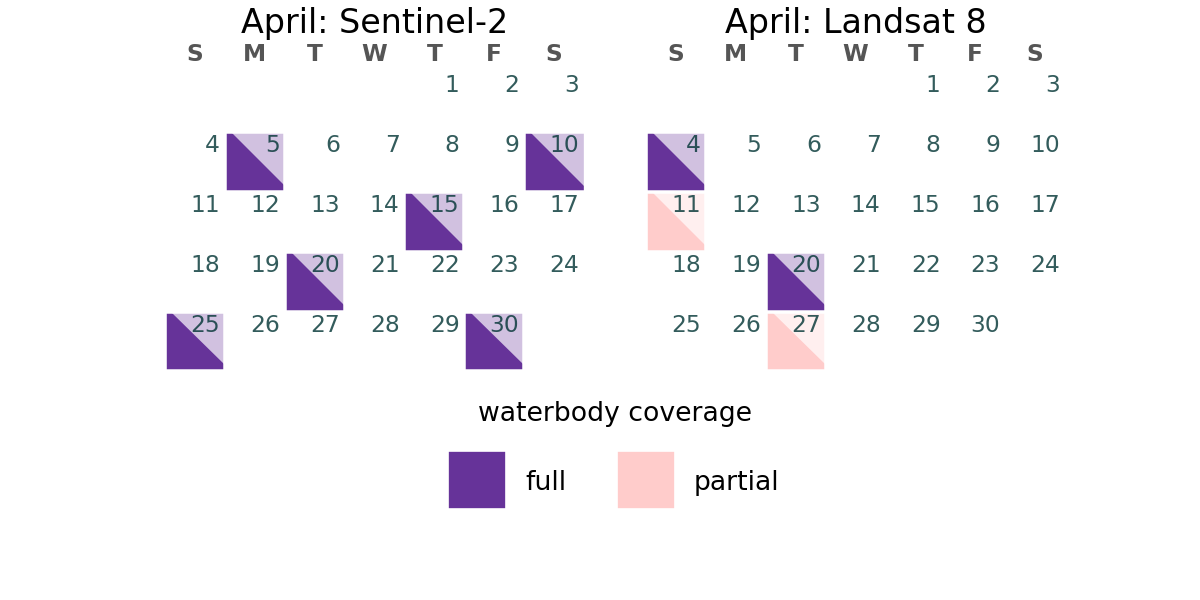 April: Sentinel-2
S M T W T F S
1 2 3
4 5 6 7 8 9 10
11 12 13 14 15 16 17
18 19 20 21 22 23 24
25 26 27 28 29 30
April: Landsat 8
S M T W T F S
1 2 3
4 5 6 7 8 9 10
11 12 13 14 15 16 17
18 19 20 21 22 23 24
25 26 27 28 29 30
waterbody coverage
full
partial